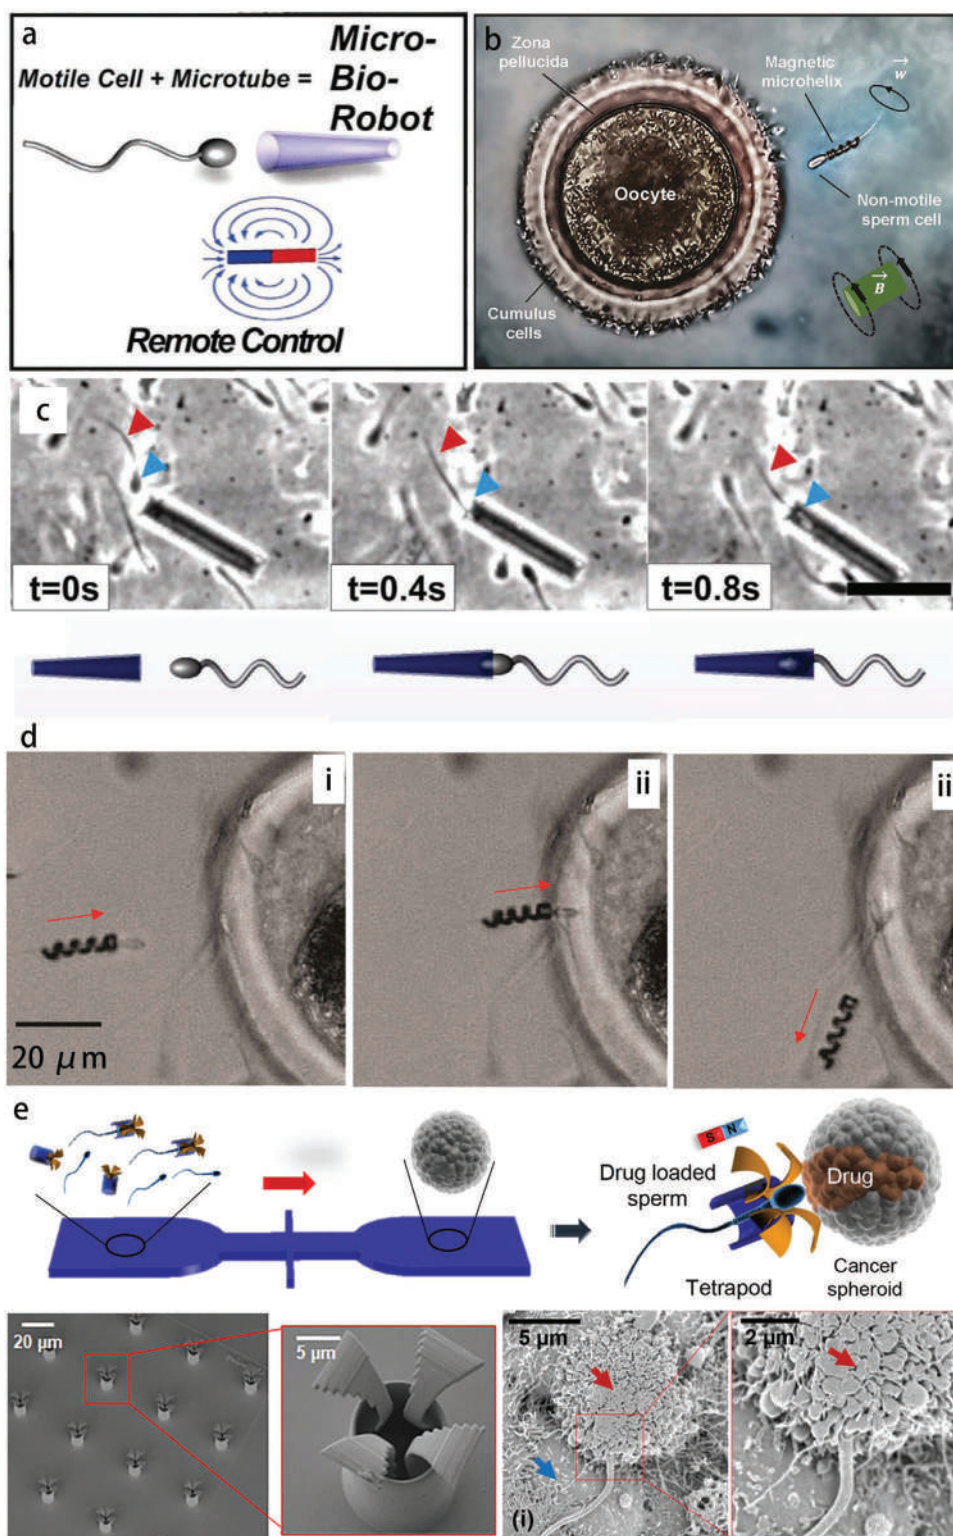 a
Motile Cell + Microtube =
Micro-
Bio-
Robot
Remote Control
b
Zona
pellucida
Magnetic
microhelix
w
Oocyte
Non-motile
sperm cell
B
Cumulus
cells
c
t=0s
t=0.4s
t=0.8s
d
i
ii
ii
20 μm
e
S N
Drug loaded
sperm
Drug
Tetrapod
Cancer
spheroid
20 μm
5 μm
5 μm
2 μm
(i)